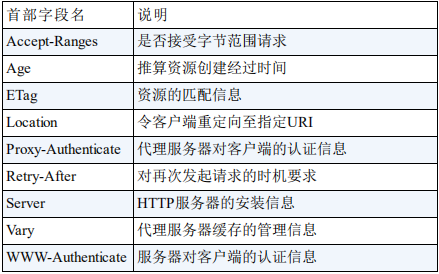 首部字段名 说明
Accept-Ranges 是否接受字节范围请求
Age 推算资源创建经过时间
ETag 资源的匹配信息
Location 令客户端重定向至指定URI
Proxy-Authenticate 代理服务器对客户端的认证信息
Retry-After 对再次发起请求的时机要求
Server HTTP服务器的安装信息
Vary 代理服务器缓存的管理信息
WWW-Authenticate 服务器对客户端的认证信息